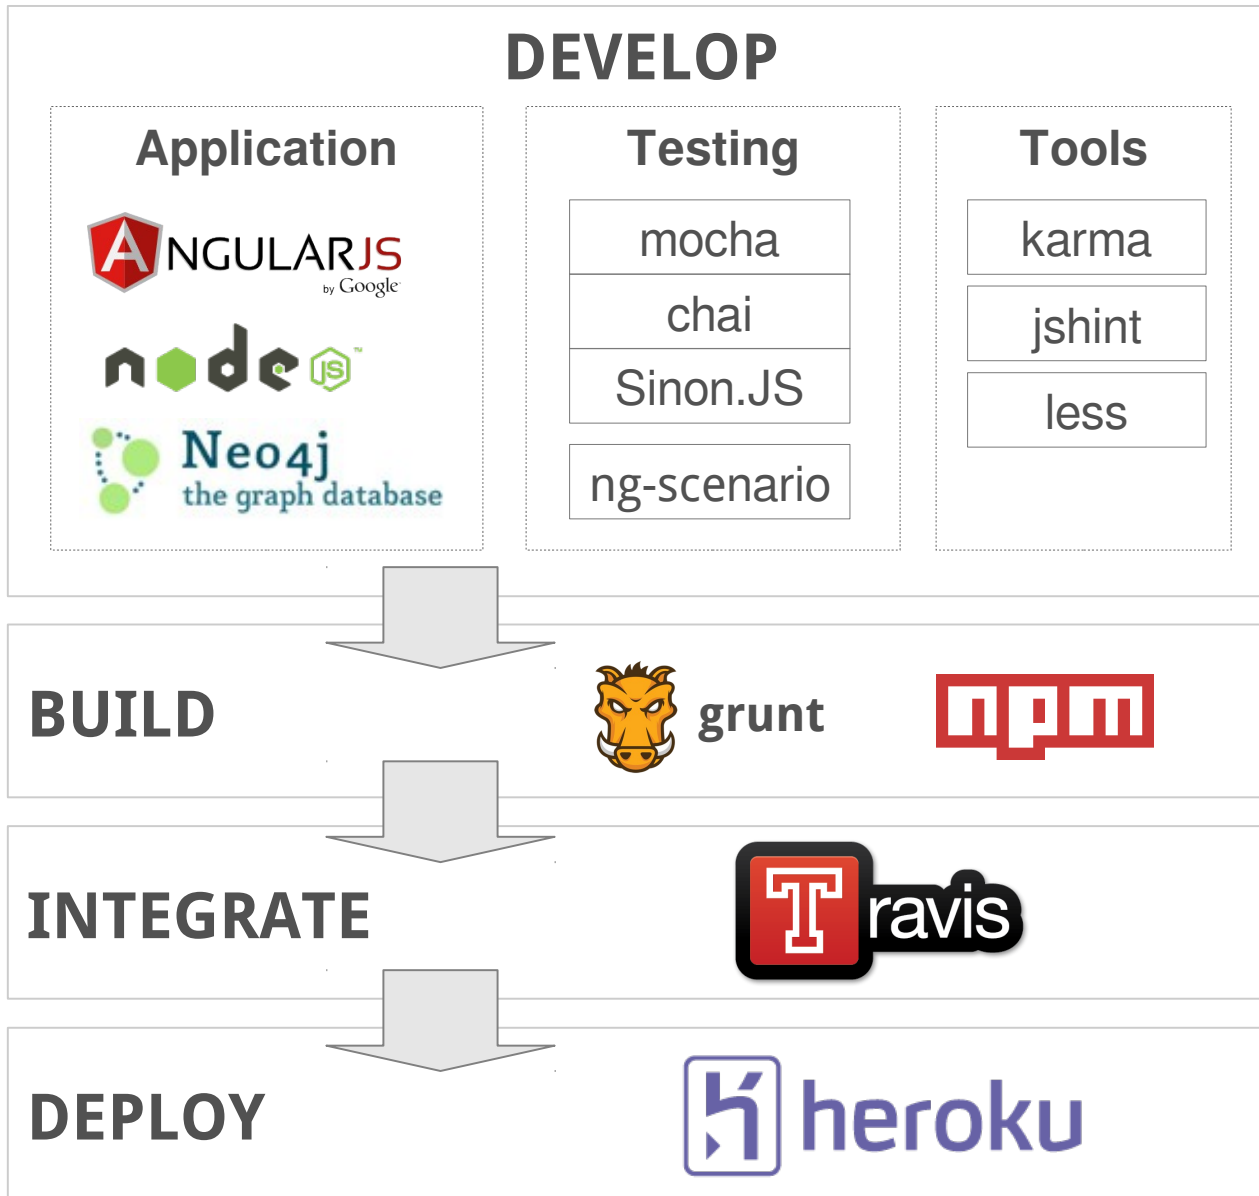 DEVELOP
Application
ANGULARJS
by Google
node JS™
Neo4j
the graph database
Testing
mocha
chai
Sinon.JS
ng-scenario
Tools
karma
jshint
less
BUILD
grunt
npm
INTEGRATE
Travis
DEPLOY
heroku